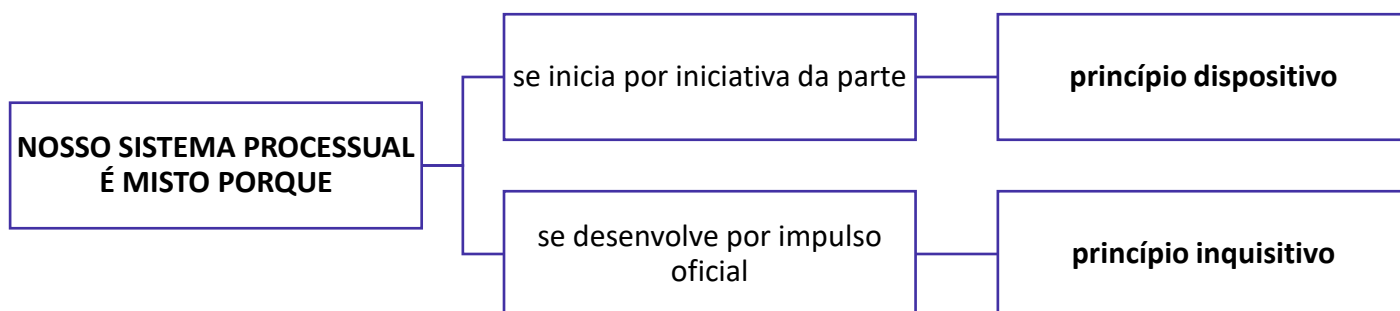 NOSSO SISTEMA PROCESSUAL
É MISTO PORQUE
se inicia por iniciativa da parte
princípio dispositivo
se desenvolve por impulso
oficial
princípio inquisitivo